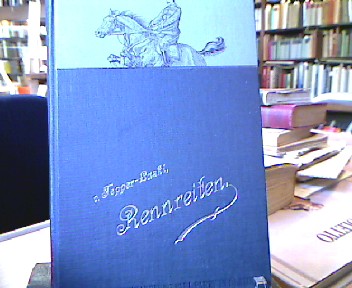 v. Tepper-Laski,
Rennreiten.